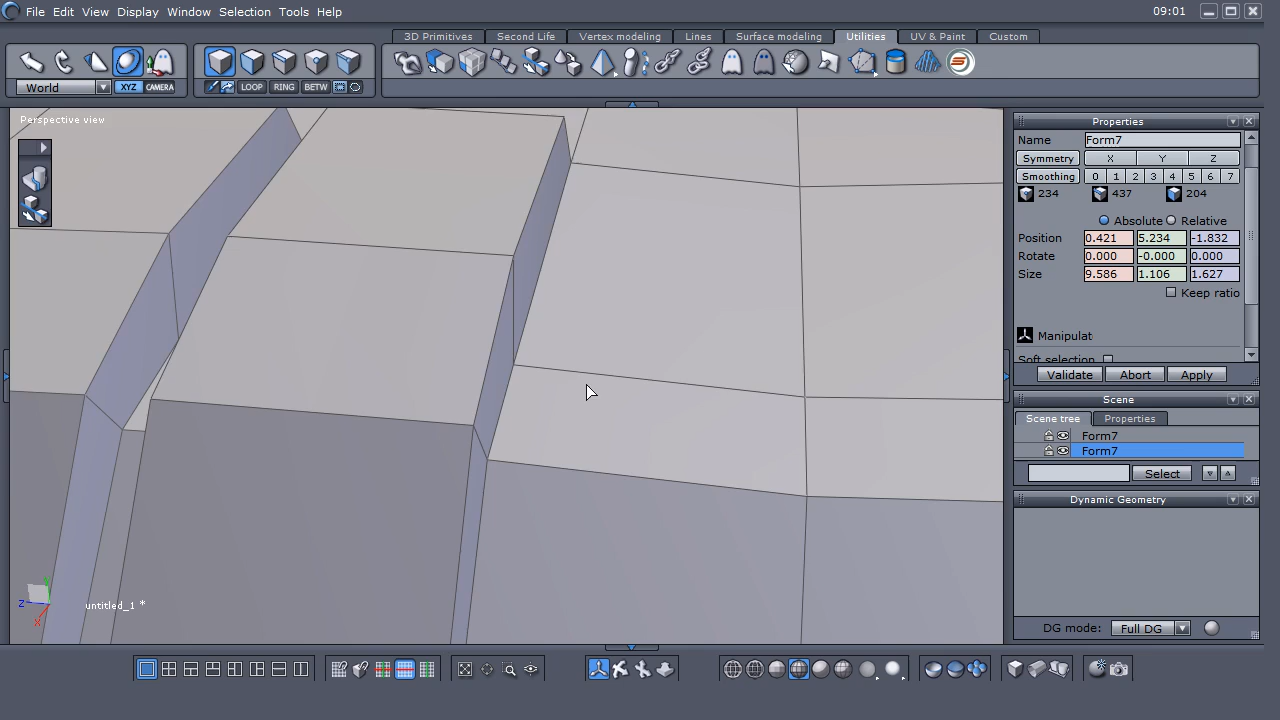 File Edit View Display Window Selection Tools Help 09:01
3D Primitives Second Life Vertex modeling Lines Surface modeling Utilities UV & Paint Custom
World XYZ CAMERA LOOP RING BETW
Perspective view
Properties
Name Form7
Symmetry X Y Z
Smoothing 0 1 2 3 4 5 6 7
234 437 204
Absolute Relative
Position 0.421 5.234 -1.832
Rotate 0.000 -0.000 0.000
Size 9.586 1.106 1.627
Keep ratio
Manipulat
Soft selection
Validate Abort Apply
Scene
Scene tree Properties
Form7
Form7
Select
Dynamic Geometry
DG mode: Full DG
Y
Z
X
untitled_1 *